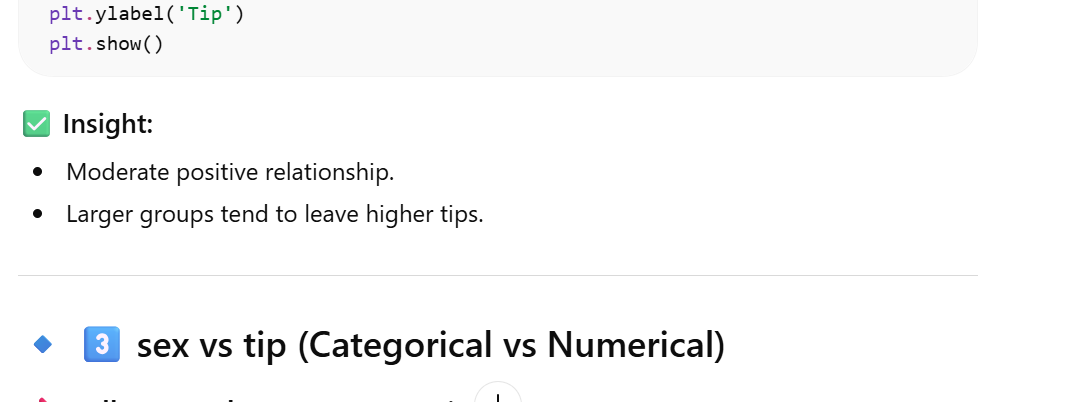 plt.ylabel('Tip')
plt.show()
✅ Insight:
• Moderate positive relationship.
• Larger groups tend to leave higher tips.
🔹 3️⃣ sex vs tip (Categorical vs Numerical)